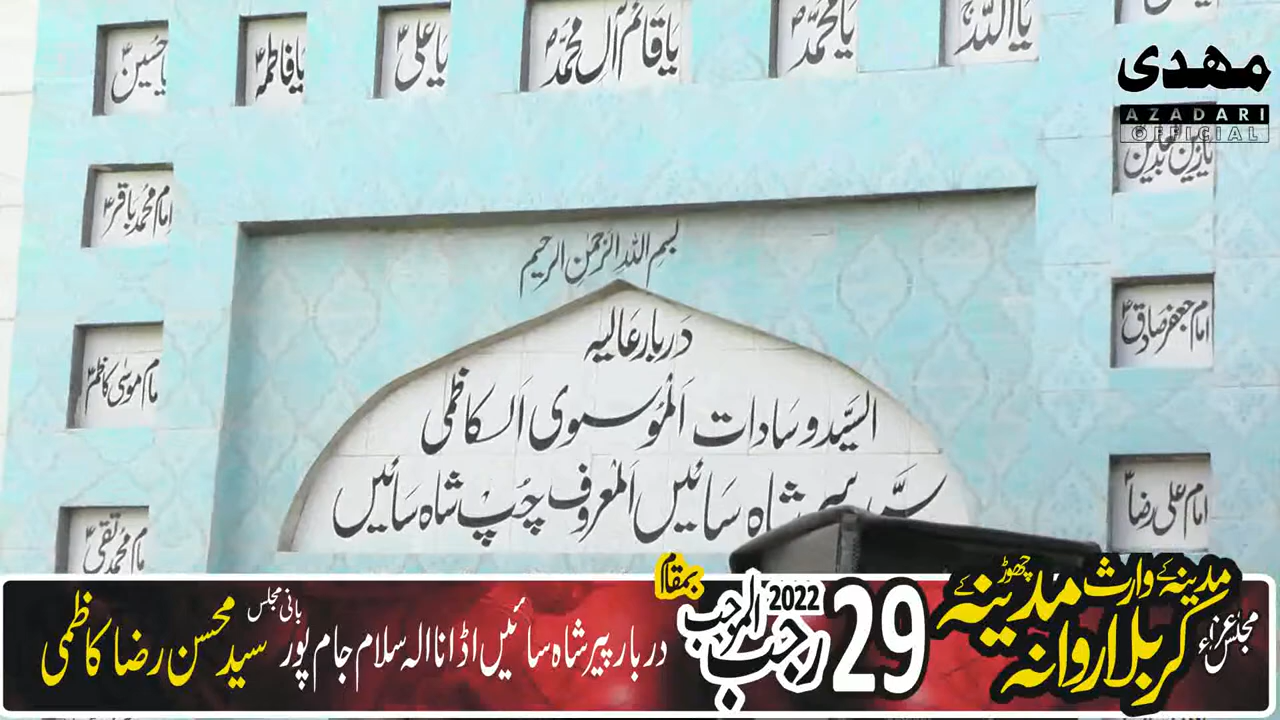 یا اللہ
یا محمدؐ
یا قائم آل محمدؐ
یا علیؑ
یا فاطمہؑ
یا حسینؑ
مهدی
AZADARI
OFFICIAL
یا زین العابدین
امام محمد باقرؑ
بسم اللہ الرحمٰن الرحیم
امام جعفر صادقؑ
امام موسیٰ کاظمؑ
دربار عالیہ
السید و سادات الموسوی الکاظمی
شاہ سائیں المعروف چپ شاہ سائیں
امام علی رضاؑ
امام محمد تقیؑ
مجلس عزاء
مدینہ کے وارث چھوڑ کے مدینہ
کربلا روانہ
29 رجب المرجب 2022
بمقام
دربار پیر شاہ سائیں اڈا نالہ سلام جام پور
بانی مجلس
سید محسن رضا کاظمی